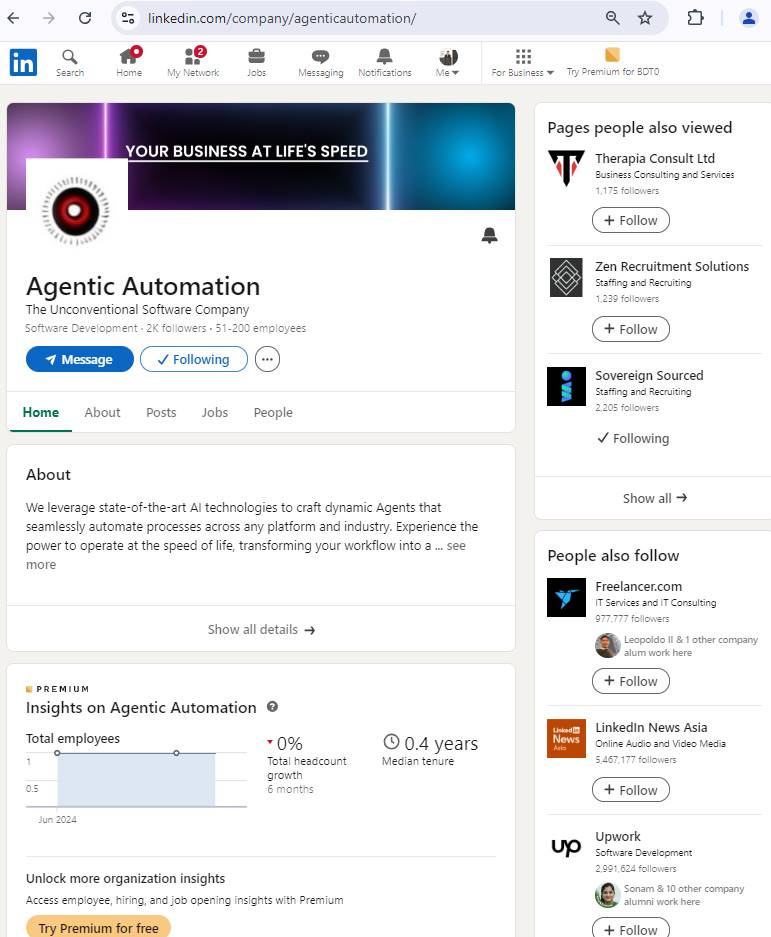 linkedin.com/company/agenticautomation/
in
Search
Home
2
My Network
Jobs
Messaging
Notifications
Me
For Business
Try Premium for BDT0
YOUR BUSINESS AT LIFE'S SPEED
Agentic Automation
The Unconventional Software Company
Software Development · 2K followers · 51-200 employees
Message
Following
Home
About
Posts
Jobs
People
About
We leverage state-of-the-art AI technologies to craft dynamic Agents that
seamlessly automate processes across any platform and industry. Experience the
power to operate at the speed of life, transforming your workflow into a ... see
more
Show all details →
PREMIUM
Insights on Agentic Automation
Total employees
1
0.5
Jun 2024
0%
Total headcount
growth
6 months
0.4 years
Median tenure
Unlock more organization insights
Access employee, hiring, and job opening insights with Premium
Try Premium for free
Pages people also viewed
Therapia Consult Ltd
Business Consulting and Services
1,175 followers
+ Follow
Zen Recruitment Solutions
Staffing and Recruiting
1,239 followers
+ Follow
Sovereign Sourced
Staffing and Recruiting
2,205 followers
Following
Show all →
People also follow
Freelancer.com
IT Services and IT Consulting
977,777 followers
Leopoldo II & 1 other company
alum work here
+ Follow
LinkedIn
News
Asia
LinkedIn News Asia
Online Audio and Video Media
5,467,177 followers
+ Follow
up
Upwork
Software Development
2,991,624 followers
Sonam & 10 other company
alumni work here
+ Follow